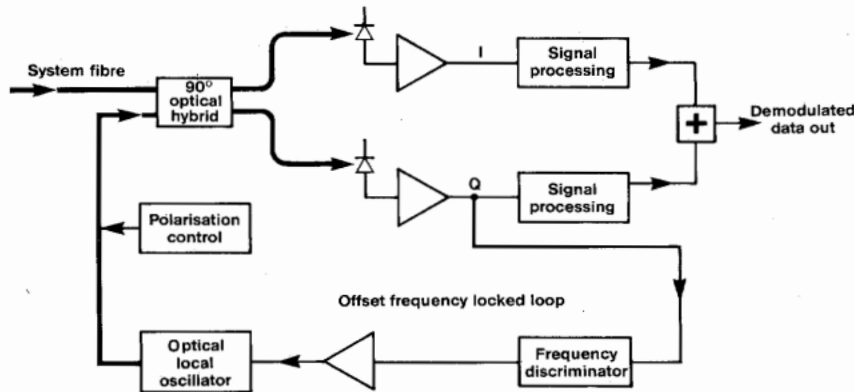 System fibre
90°
optical
hybrid
I
Signal
processing
+
Demodulated
data out
Q
Signal
processing
Polarisation
control
Offset frequency locked loop
Optical
local
oscillator
Frequency
discriminator